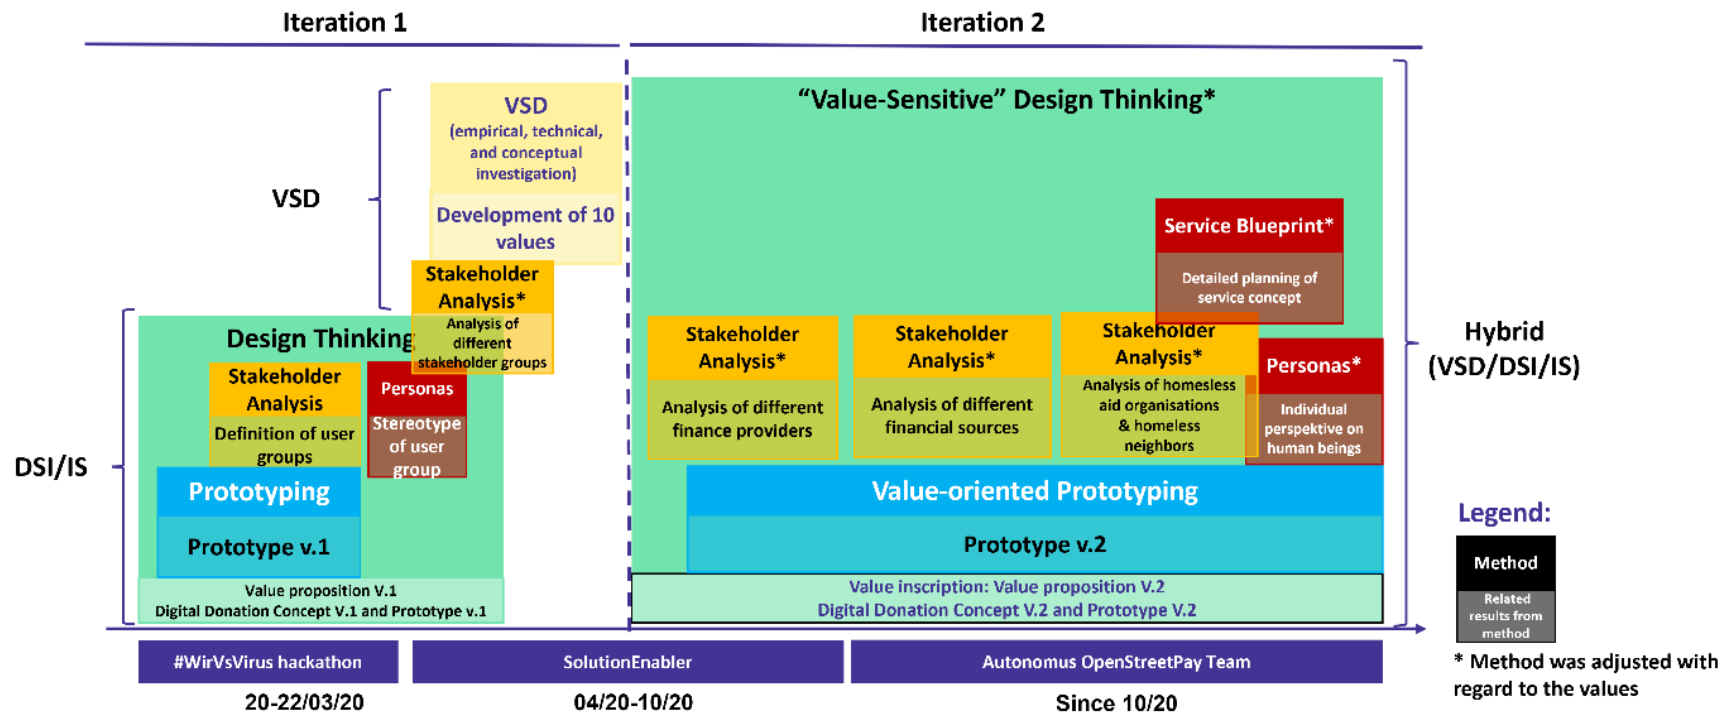 Iteration 1
Iteration 2
VSD
(empirical, technical,
and conceptual
investigation)
Development of 10
values
VSD
Stakeholder
Analysis*
Analysis of
different
stakeholder groups
Design Thinking
Stakeholder
Analysis
Definition of user
groups
Personas
Stereotype
of user
group
DSI/IS
Prototyping
Prototype v.1
Value proposition V.1
Digital Donation Concept V.1 and Prototype v.1
“Value-Sensitive” Design Thinking*
Service Blueprint*
Detailed planning of
service concept
Stakeholder
Analysis*
Analysis of different
finance providers
Stakeholder
Analysis*
Analysis of different
financial sources
Stakeholder
Analysis*
Analysis of homesless
aid organisations
& homeless
neighbors
Personas*
Individual
perspektive on
human beings
Value-oriented Prototyping
Prototype v.2
Value inscription: Value proposition V.2
Digital Donation Concept V.2 and Prototype V.2
Hybrid
(VSD/DSI/IS)
Legend:
Method
Related
results from
method
* Method was adjusted with
regard to the values
#WirVsVirus hackathon
SolutionEnabler
Autonomus OpenStreetPay Team
20-22/03/20
04/20-10/20
Since 10/20